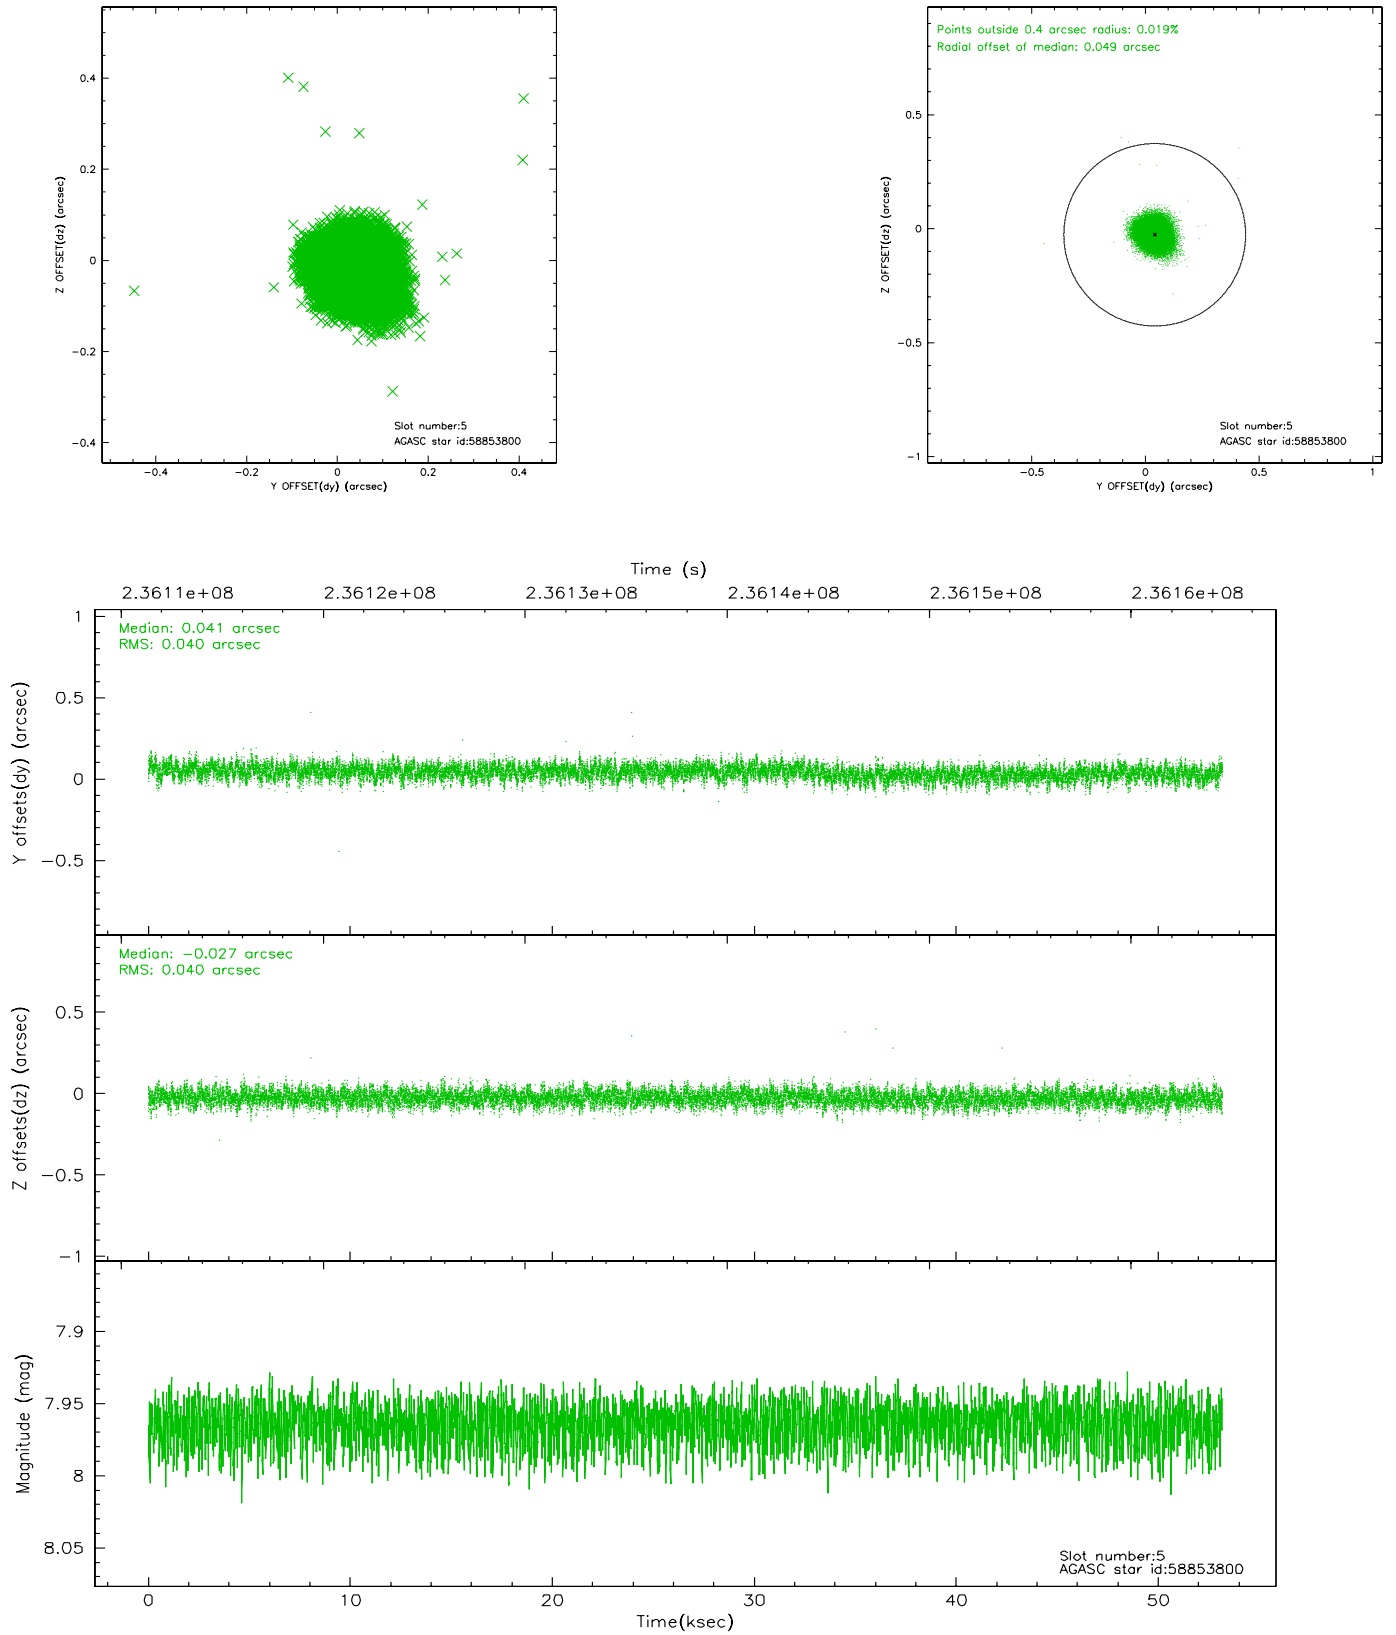 0.4
0.2
0
−0.2
−0.4
Z OFFSET(dz) (arcsec)
Slot number:5
AGASC star id:58853800
−0.4
−0.2
0
0.2
0.4
Y OFFSET(dy) (arcsec)
Points outside 0.4 arcsec radius: 0.019%
Radial offset of median: 0.049 arcsec
0.5
0
−0.5
−1
Z OFFSET(dz) (arcsec)
Slot number:5
AGASC star id:58853800
−0.5
0
0.5
1
Y OFFSET(dy) (arcsec)
Time (s)
2.3611e+08
2.3612e+08
2.3613e+08
2.3614e+08
2.3615e+08
2.3616e+08
Median: 0.041 arcsec
RMS: 0.040 arcsec
1
0.5
0
−0.5
Y offsets(dy) (arcsec)
Median: −0.027 arcsec
RMS: 0.040 arcsec
0.5
0
−0.5
−1
Z offsets(dz) (arcsec)
7.9
7.95
8
8.05
Magnitude (mag)
Slot number:5
AGASC star id:58853800
0
10
20
30
40
50
Time(ksec)